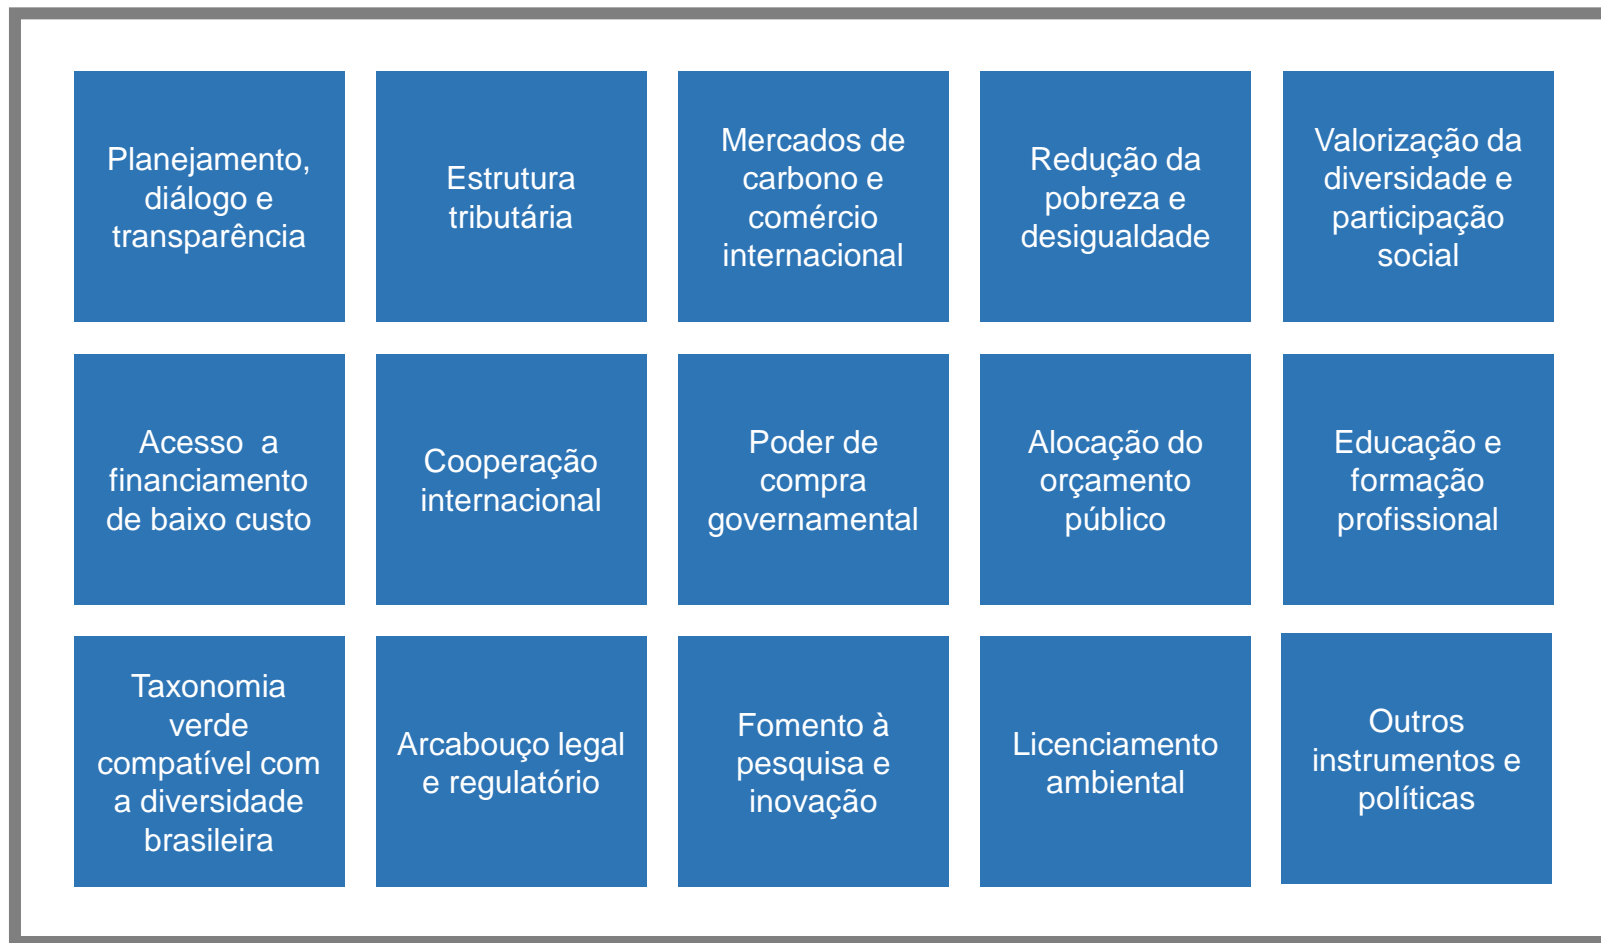 Planejamento,
diálogo e
transparência
Estrutura
tributária
Mercados de
carbono e
comércio
internacional
Redução da
pobreza e
desigualdade
Valorização da
diversidade e
participação
social
Acesso  a
financiamento
de baixo custo
Cooperação
internacional
Poder de
compra
governamental
Alocação do
orçamento
público
Educação e
formação
profissional
Taxonomia
verde
compatível com
a diversidade
brasileira
Arcabouço legal
e regulatório
Fomento à
pesquisa e
inovação
Licenciamento
ambiental
Outros
instrumentos e
políticas